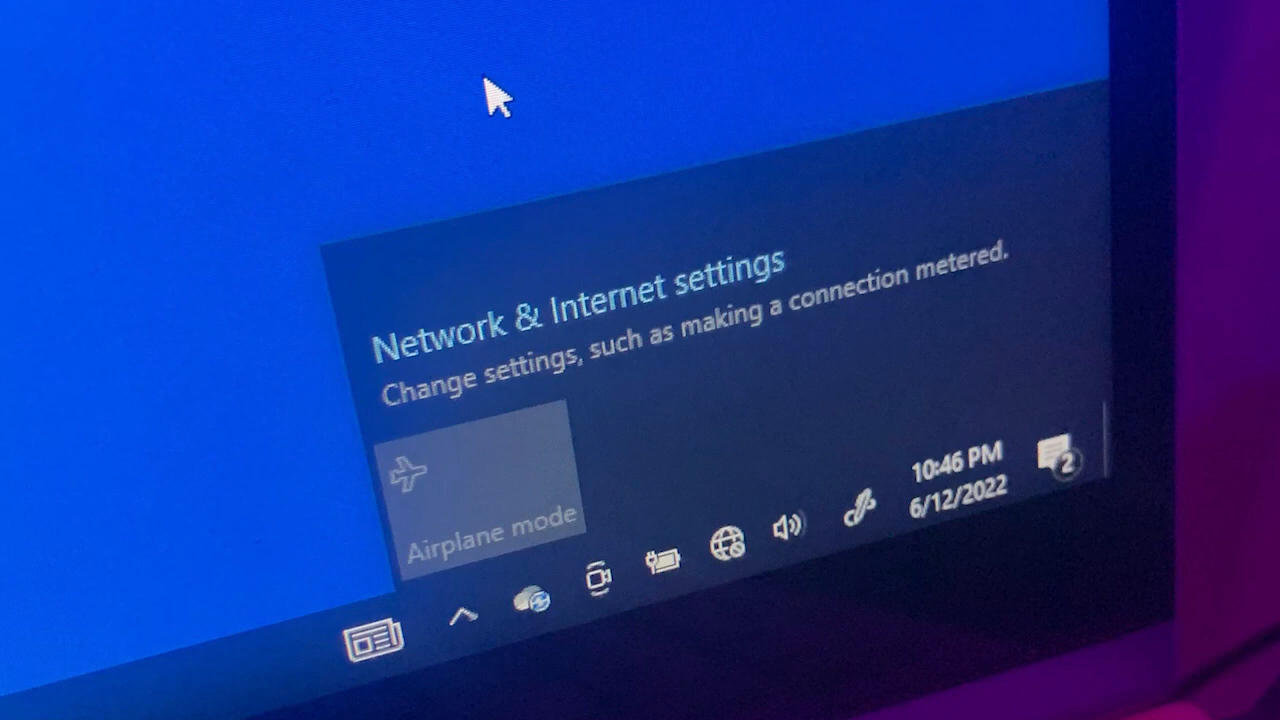 Network & Internet settings
Change settings, such as making a connection metered.
Airplane mode
10:46 PM
6/12/2022
2